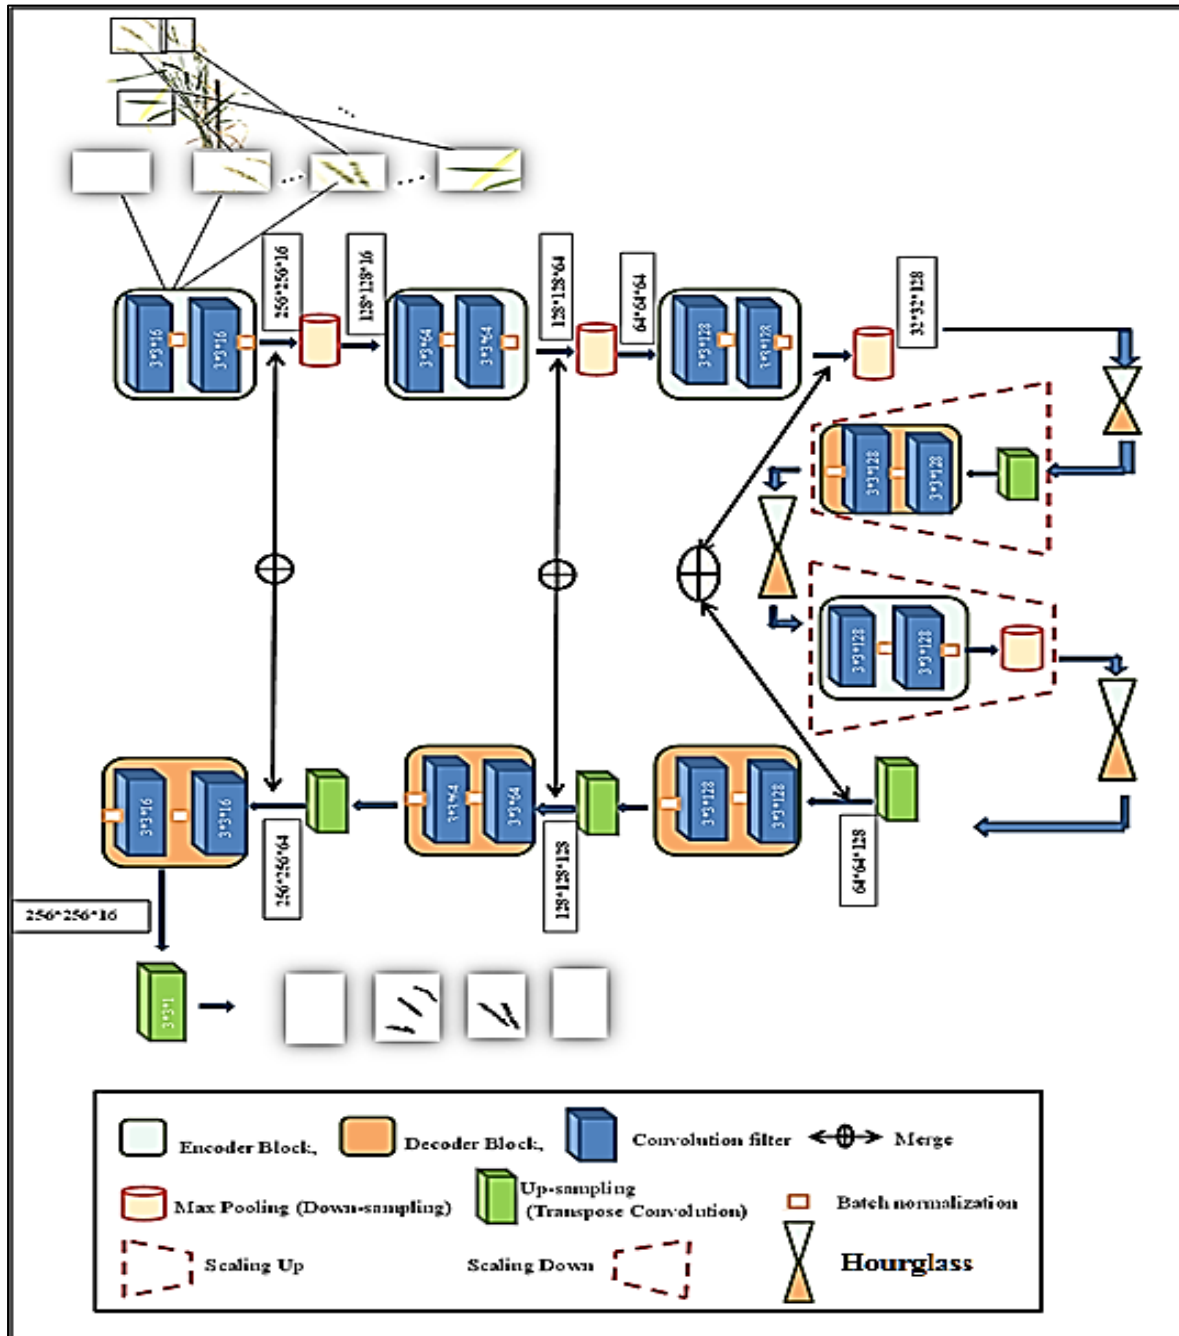 256*256*16
128*128*16
128*128*64
64*64*64
32*32*128
3*3*16
3*3*16
3*3*64
3*3*64
3*3*128
3*3*128
3*3*128
3*3*128
3*3*128
3*3*128
3*3*16
3*3*16
3*3*64
3*3*64
3*3*128
3*3*128
256*256*64
128*128*128
64*64*128
256*256*16
3*3*1
Encoder Block,
Decoder Block,
Convolution filter
Merge
Max Pooling (Down-sampling)
Up-sampling
(Transpose Convolution)
Batch normalization
Scaling Up
Scaling Down
Hourglass